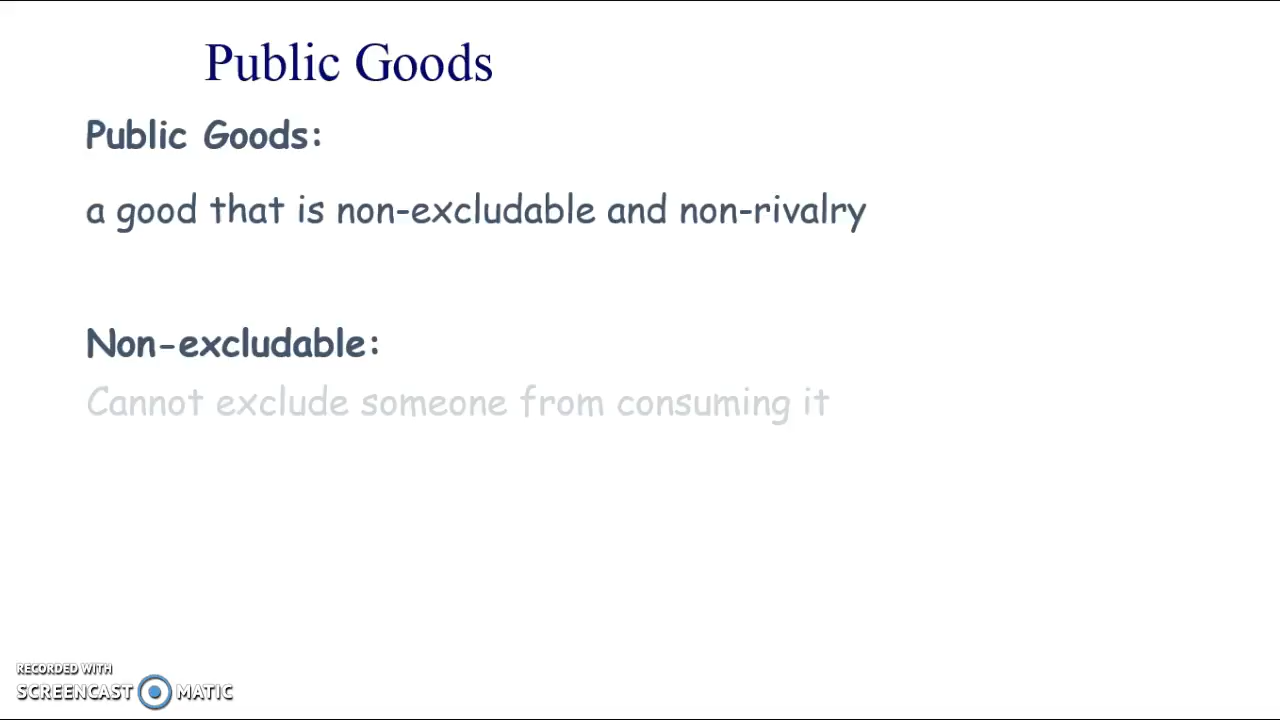 Public Goods
Public Goods:
a good that is non-excludable and non-rivalry
Non-excludable:
Cannot exclude someone from consuming it
RECORDED WITH
SCREENCAST MATIC